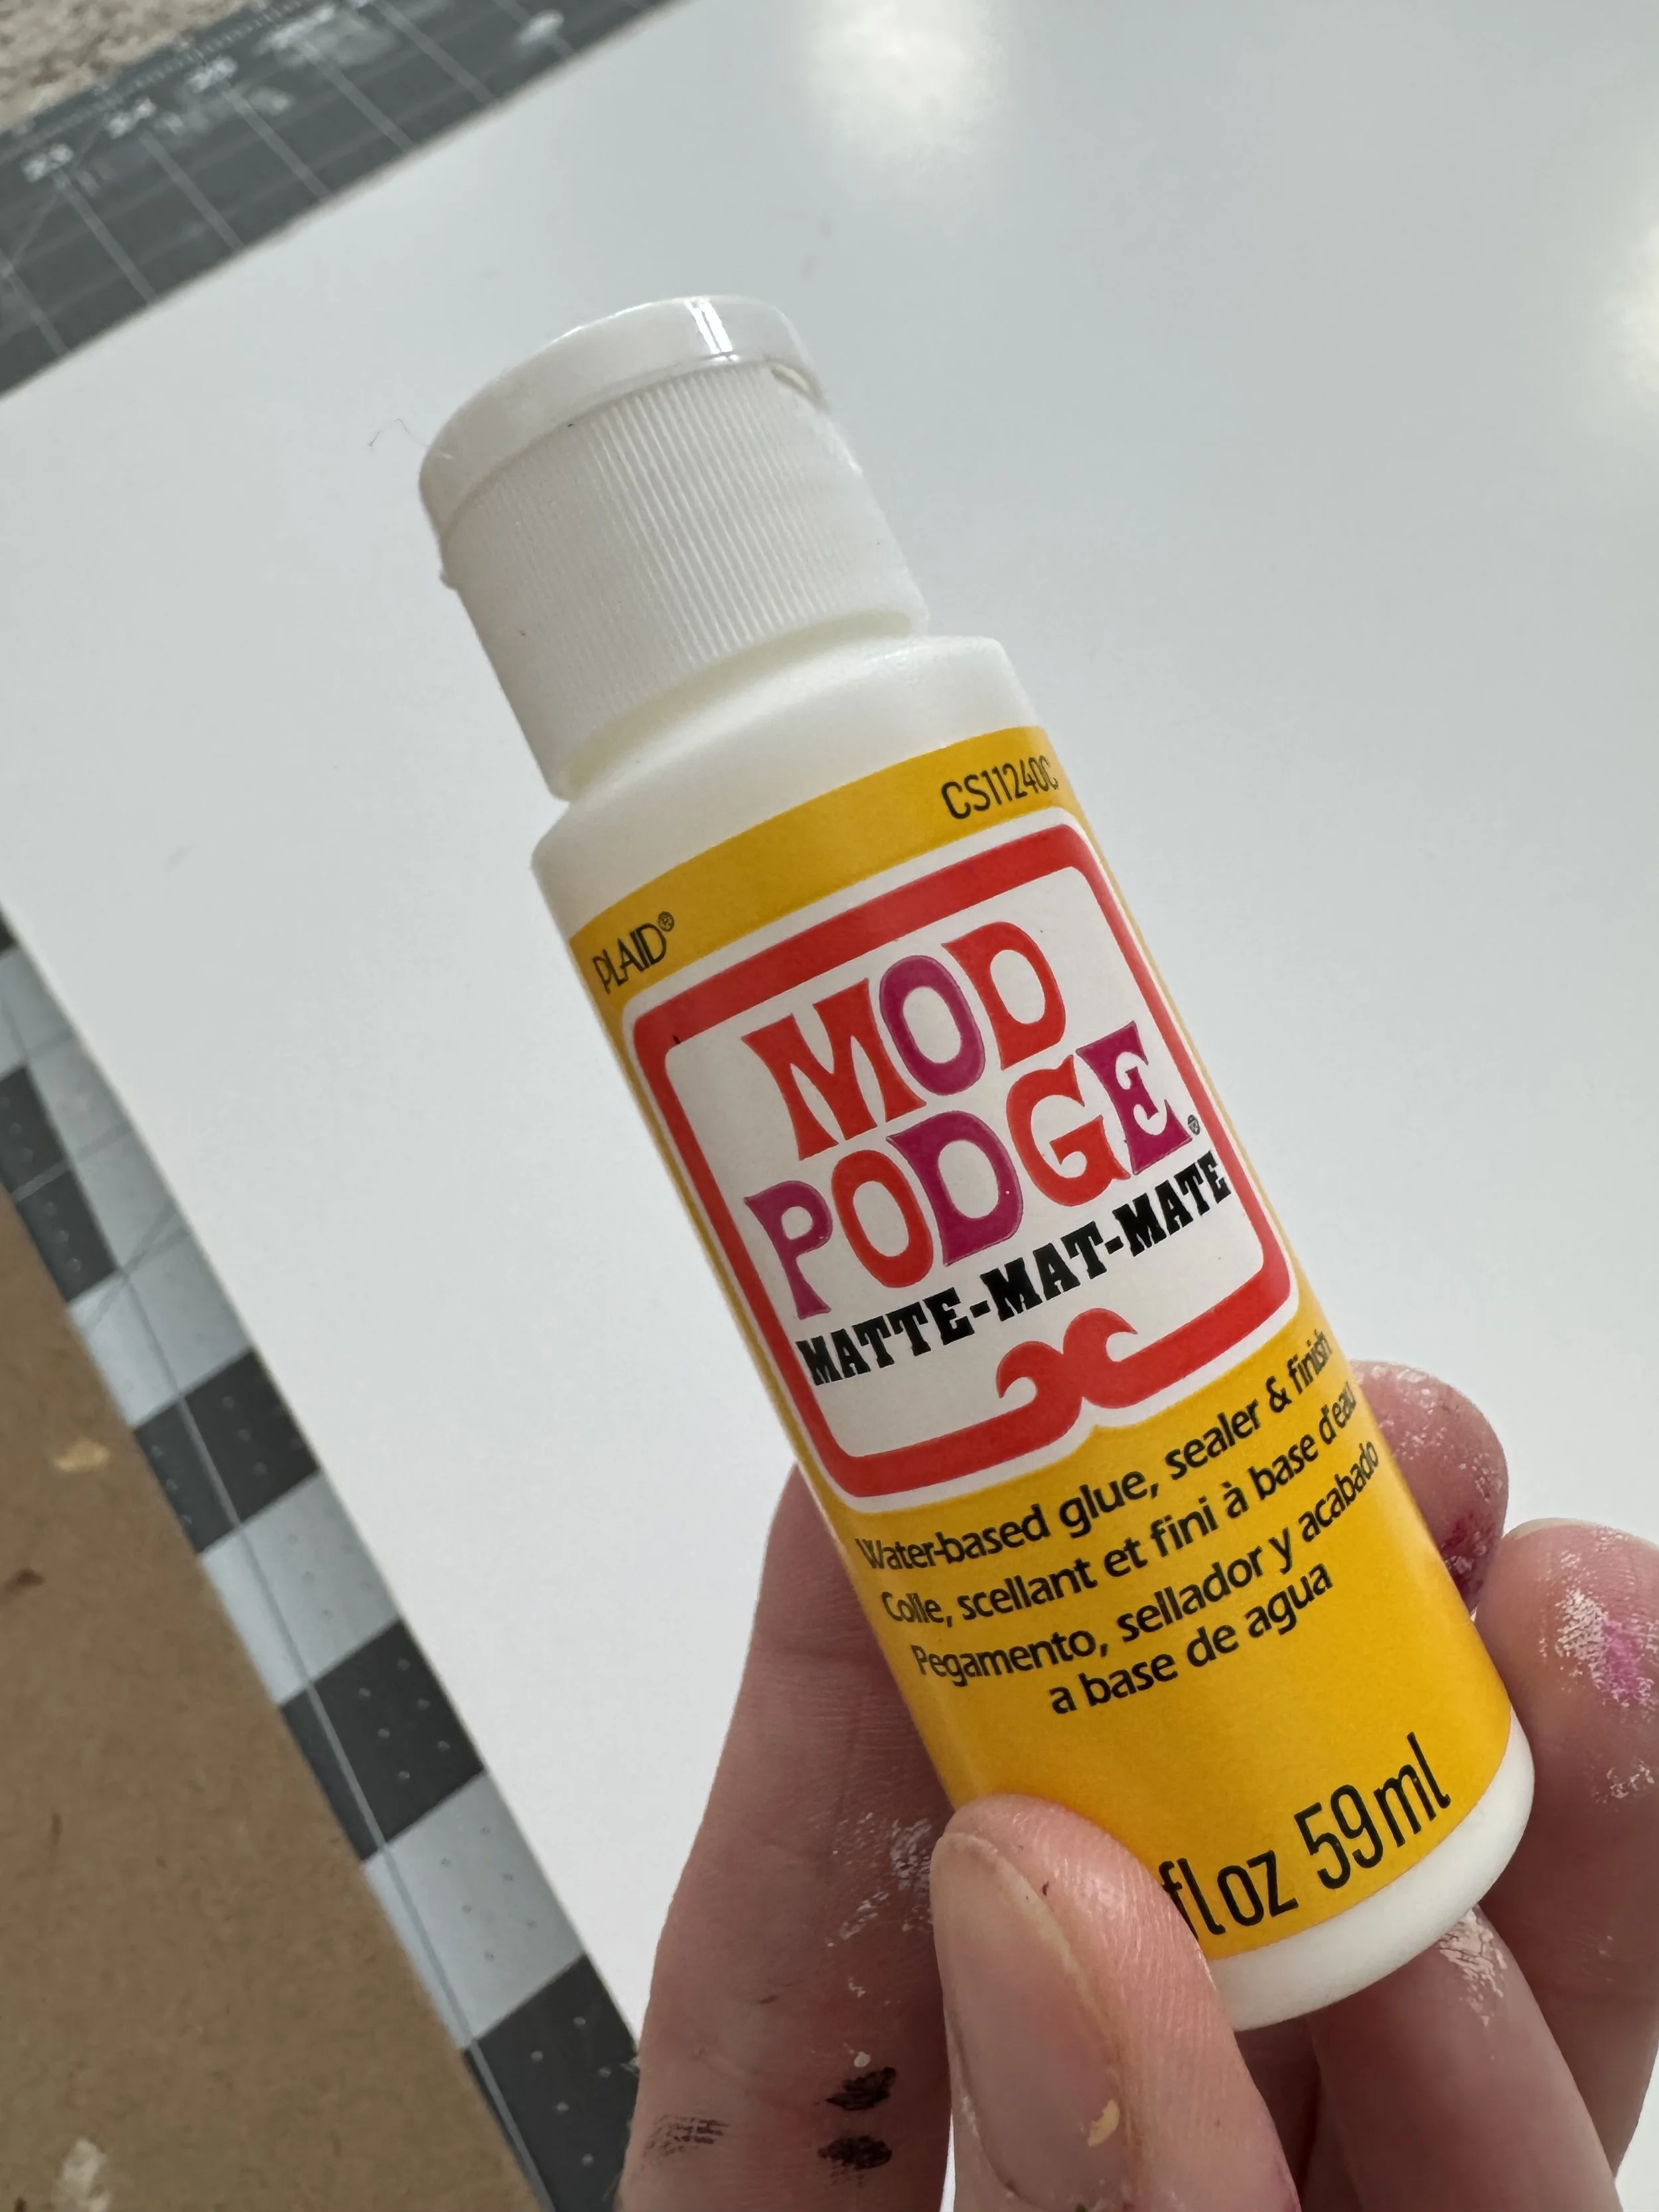 PLAID® CS11240C
MOD
PODGE®
MATTE-MAT-MATE
Water-based glue, sealer & finish
Colle, scellant et fini à base d'eau
Pegamento, sellador y acabado
a base de agua
fl oz 59ml